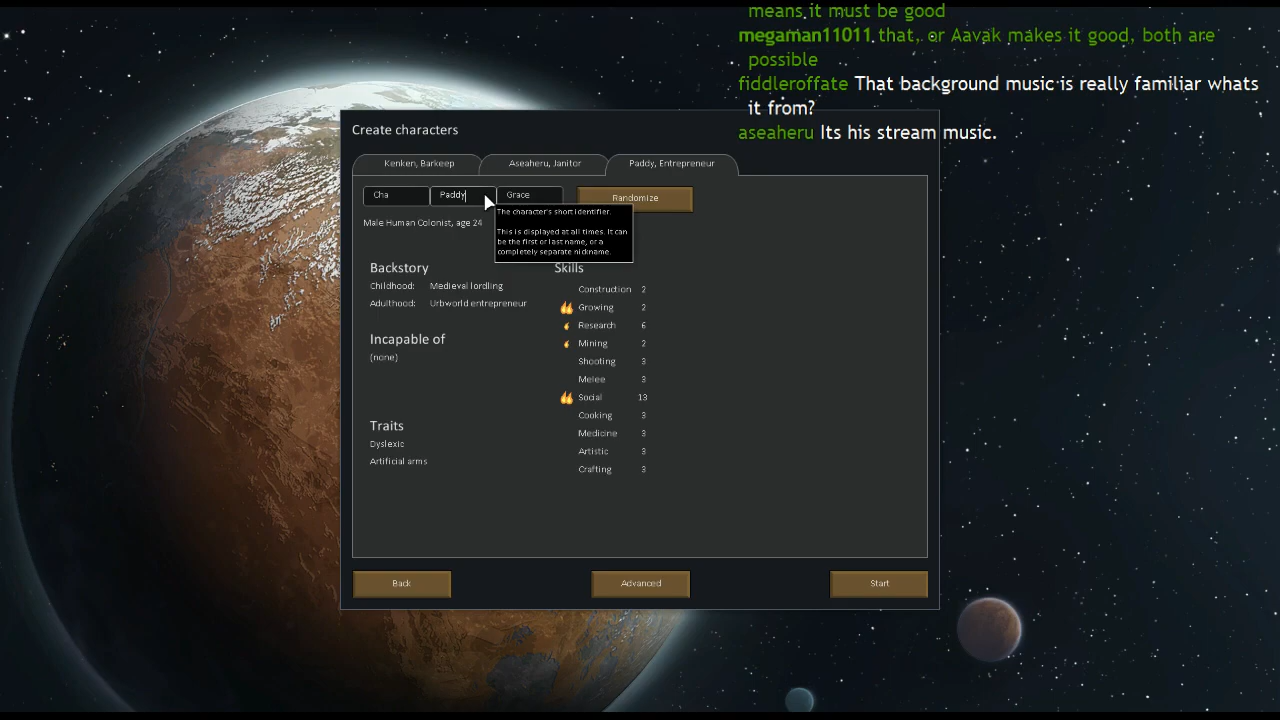 means it must be good
megaman11011 that, or Aavak makes it good, both are
possible
fiddleroffate That background music is really familiar whats
it from?
aseaheru Its his stream music.
Create characters
Kenken, Barkeep
Aseaheru, Janitor
Paddy, Entrepreneur
Cha
Paddy
Grace
Randomize
The character's short identifier.
This is displayed at all times. It can
be the first or last name, or a
completely separate nickname.
Male Human Colonist, age 24
Backstory
Childhood: Medieval lordling
Adulthood: Urbworld entrepreneur
Incapable of
(none)
Traits
Dyslexic
Artificial arms
Skills
Construction 2
Growing 2
Research 6
Mining 2
Shooting 3
Melee 3
Social 13
Cooking 3
Medicine 3
Artistic 3
Crafting 3
Back
Advanced
Start